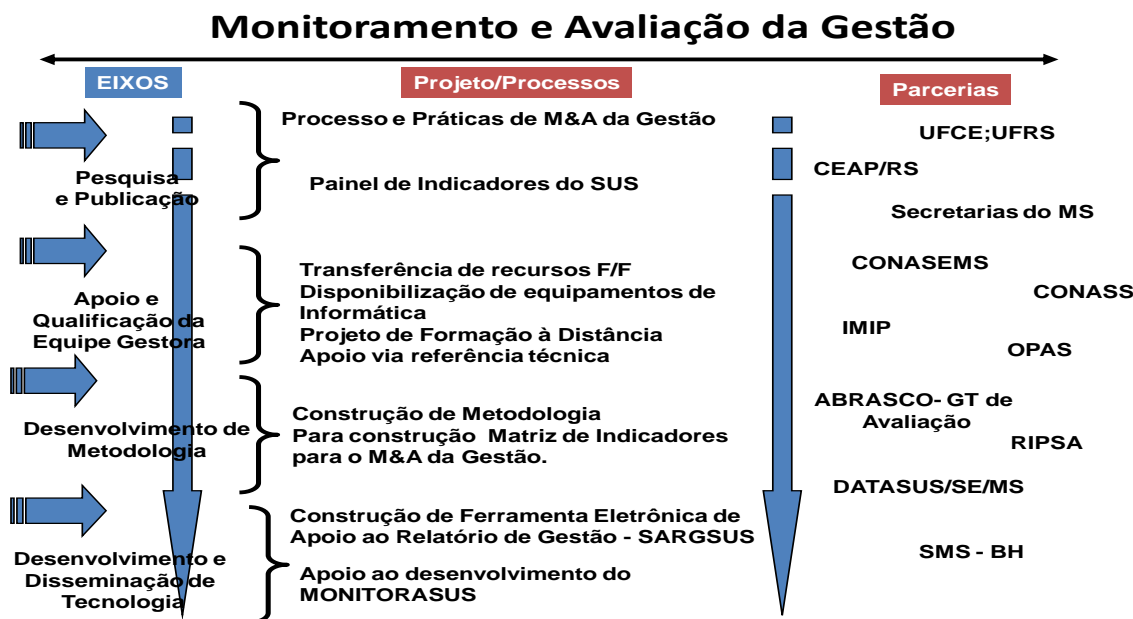 Monitoramento e Avaliação da Gestão
EIXOS
Projeto/Processos
Parcerias
Pesquisa
e Publicação
Processo e Práticas de M&A da Gestão
Painel de Indicadores do SUS
Apoio e
Qualificação da
Equipe Gestora
Transferência de recursos F/F
Disponibilização de equipamentos de
Informática
Projeto de Formação à Distância
Apoio via referência técnica
Desenvolvimento de
Metodologia
Construção de Metodologia
Para construção Matriz de Indicadores
para o M&A da Gestão.
Desenvolvimento e
Disseminação de
Tecnologia
Construção de Ferramenta Eletrônica de
Apoio ao Relatório de Gestão - SARGSUS
Apoio ao desenvolvimento do
MONITORASUS
UFCE;UFRS
CEAP/RS
Secretarias do MS
CONASEMS
CONASS
IMIP
OPAS
ABRASCO- GT de
Avaliação
RIPSA
DATASUS/SE/MS
SMS - BH